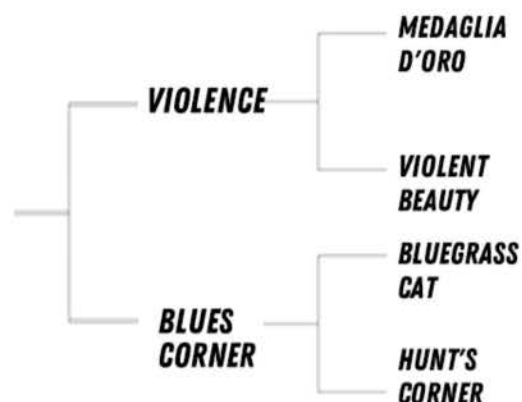 MEDAGLIA
D'ORO
VIOLENCE
VIOLENT
BEAUTY
BLUEGRASS
CAT
BLUES
CORNER
HUNT'S
CORNER